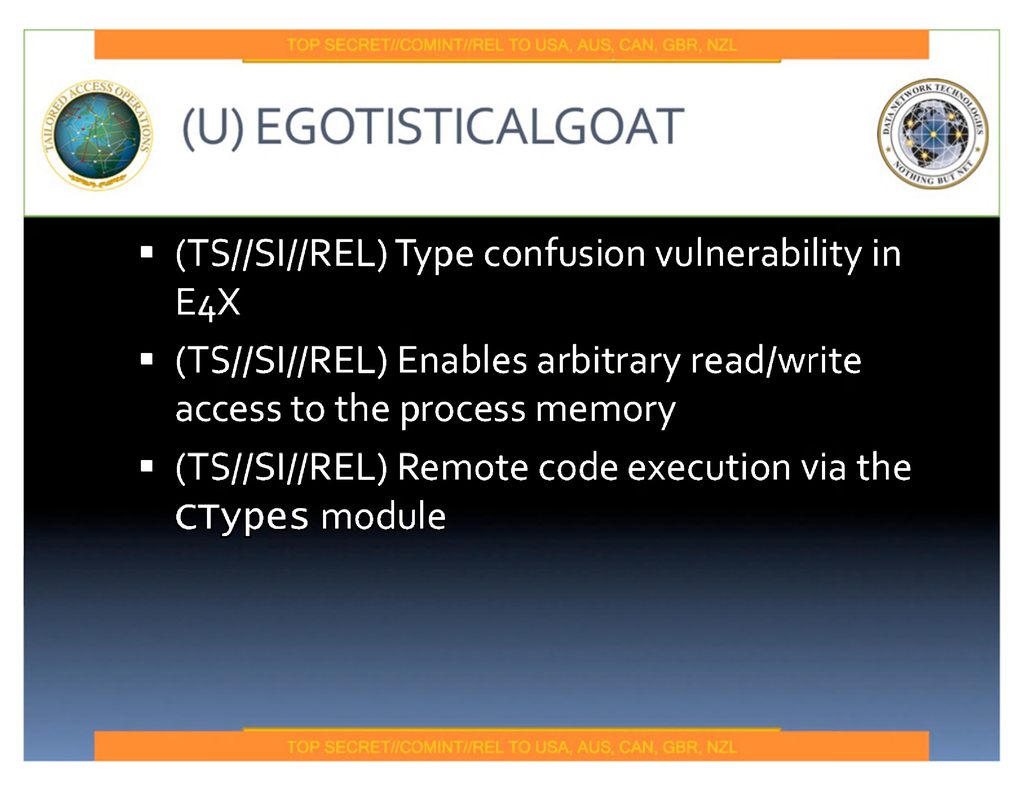 TOP SECRET//COMINT//REL TO USA, AUS, CAN, GBR, NZL
TAILORED ACCESS OPERATIONS
(U) EGOTISTICALGOAT
DATANETWORK TECHNOLOGIES
NOTHING BUT NET
▪ (TS//SI//REL) Type confusion vulnerability in
E4X
▪ (TS//SI//REL) Enables arbitrary read/write
access to the process memory
▪ (TS//SI//REL) Remote code execution via the
CTypes module
TOP SECRET//COMINT//REL TO USA, AUS, CAN, GBR, NZL